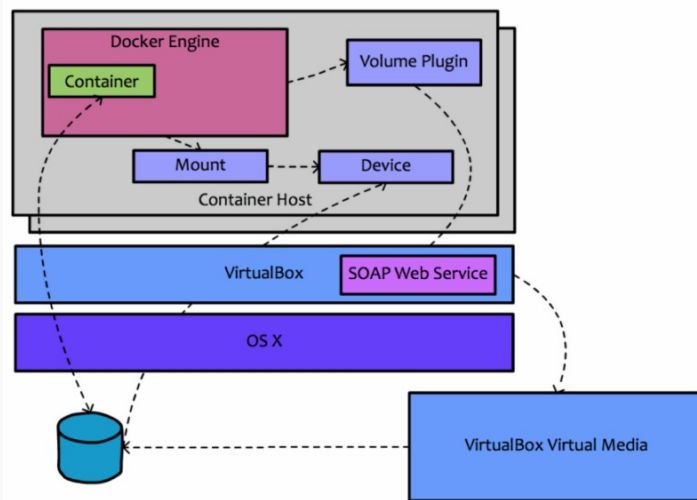 Docker Engine
Volume Plugin
Container
Mount
Device
Container Host
VirtualBox
SOAP Web Service
OS X
VirtualBox Virtual Media